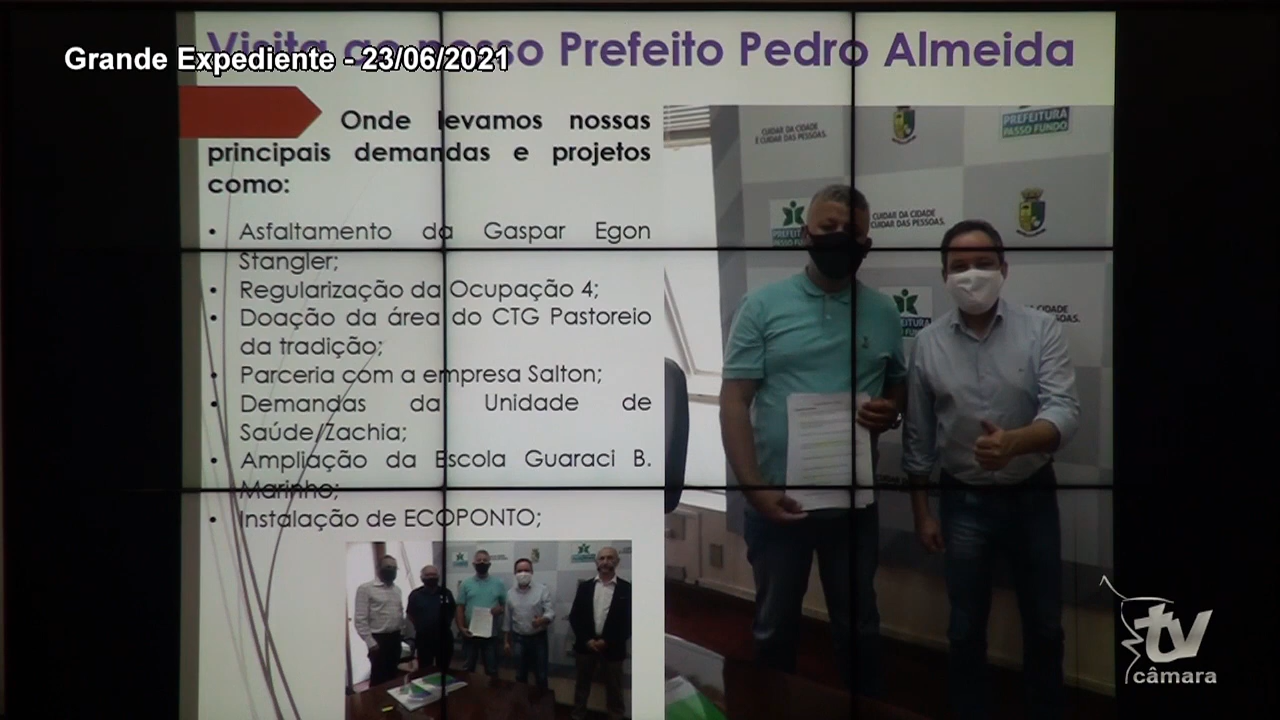 Visita ao nosso Prefeito Pedro Almeida
Grande Expediente - 23/06/2021
Onde levamos nossas
principais demandas e projetos
como:
• Asfaltamento da Gaspar Egon
Stangler;
• Regularização da Ocupação 4;
• Doação da área do CTG Pastoreio
da tradição;
• Parceria com a empresa Salton;
• Demandas da Unidade de
Saúde/Zachia;
• Ampliação da Escola Guaraci B.
Marinho;
• Instalação de ECOPONTO;
CUIDAR DA CIDADE
É CUIDAR DAS PESSOAS.
PREFEITURA
PASSO FUNDO
PREFEITURA
PASSO FUNDO
CUIDAR DA CIDADE
CUIDAR DAS PESSOAS.
tv
câmara